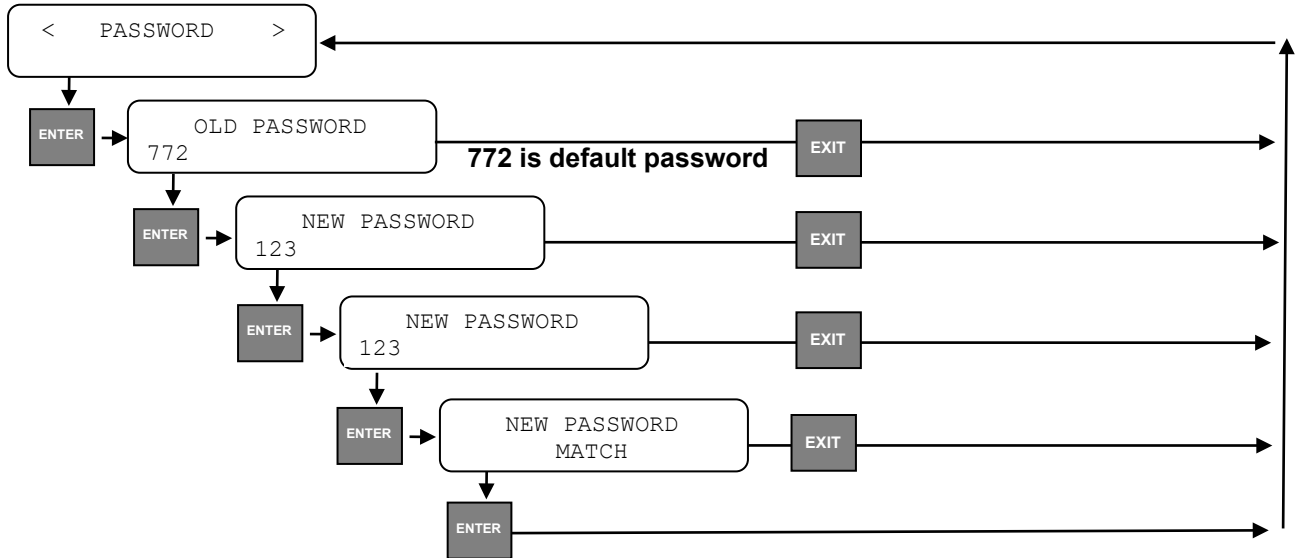 < PASSWORD >
ENTER
OLD PASSWORD
772
772 is default password
EXIT
ENTER
NEW PASSWORD
123
EXIT
ENTER
NEW PASSWORD
123
EXIT
ENTER
NEW PASSWORD
MATCH
EXIT
ENTER